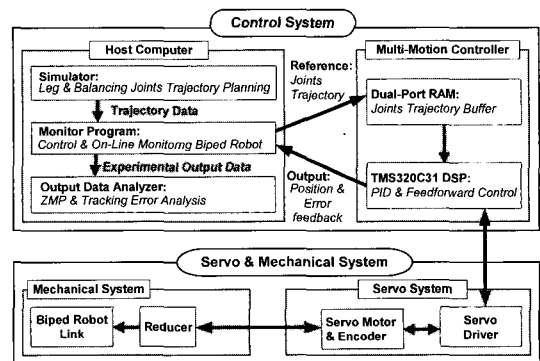 Control System
Host Computer
Simulator:
Leg & Balancing Joints Trajectory Planning
Trajectory Data
Monitor Program:
Control & On-Line Monitorng Biped Robot
Experimental Output Data
Output Data Analyzer:
ZMP & Tracking Error Analysis
Reference:
Joints
Trajectory
Output:
Position &
Error
feedback
Multi-Motion Controller
Dual-Port RAM:
Joints Trajectory Buffer
TMS320C31 DSP:
PID & Feedforward Control
Servo & Mechanical System
Mechanical System
Biped Robot
Link
Reducer
Servo System
Servo Motor
& Encoder
Servo
Driver